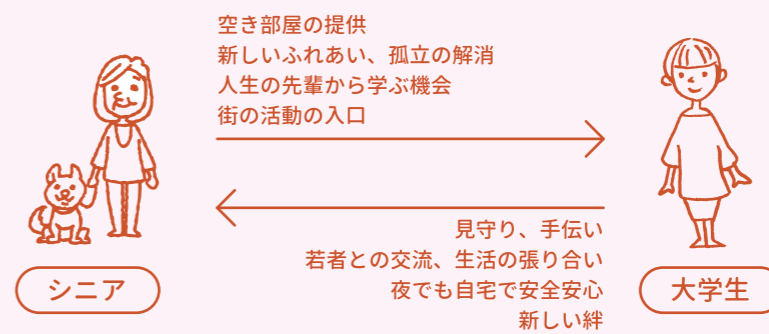 空き部屋の提供
新しいふれあい、孤立の解消
人生の先輩から学ぶ機会
街の活動の入口
見守り、手伝い
若者との交流、生活の張り合い
夜でも自宅で安全安心
新しい絆
シニア
大学生